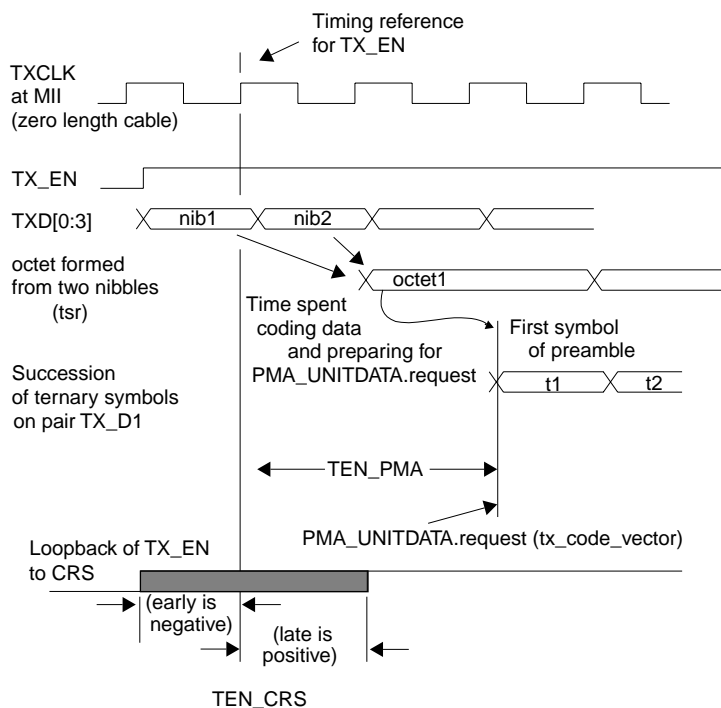 Timing reference
for TX_EN
TXCLK
at MII
(zero length cable)
TX_EN
TXD[0:3]
nib1
nib2
octet formed
from two nibbles
(tsr)
octet1
Time spent
coding data
and preparing for
PMA_UNITDATA.request
First symbol
of preamble
Succession
of ternary symbols
on pair TX_D1
t1
t2
TEN_PMA
PMA_UNITDATA.request (tx_code_vector)
Loopback of TX_EN
to CRS
(early is
negative)
(late is
positive)
TEN_CRS